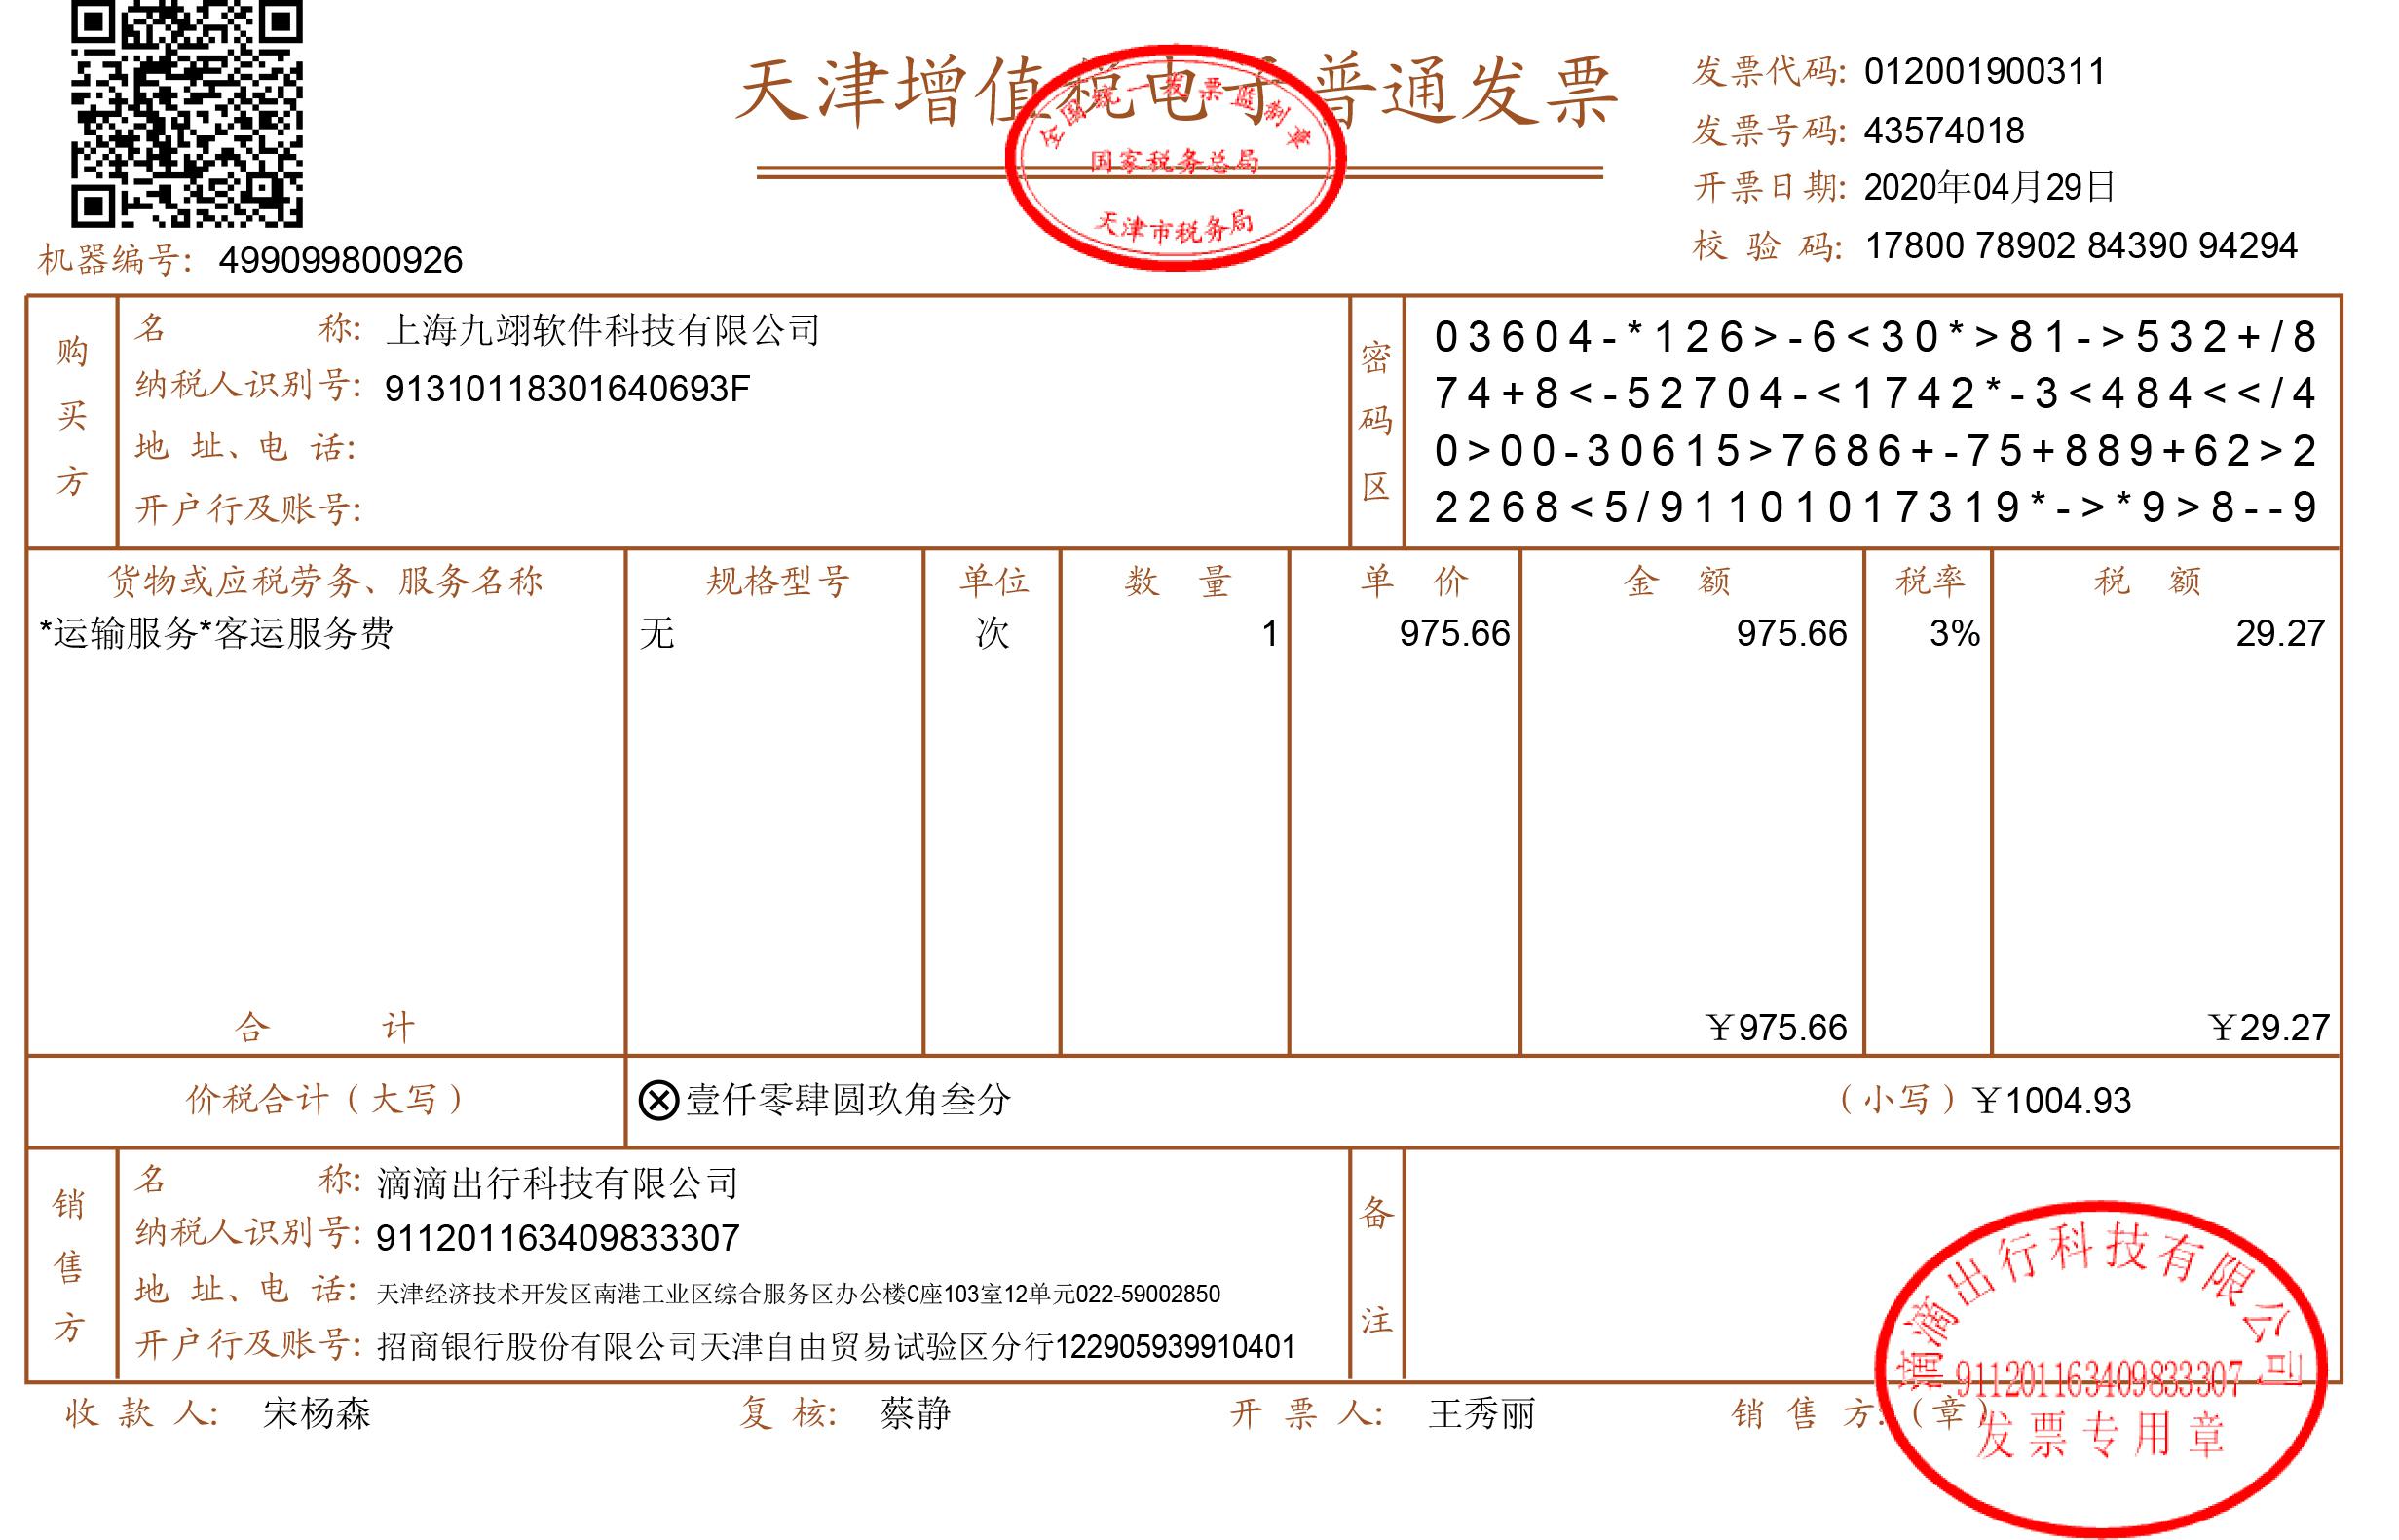 天津增值税电子普通发票
全国统一发票监制章
国家税务总局
天津市税务局
发票代码: 012001900311
发票号码: 43574018
开票日期: 2020年04月29日
校 验 码: 17800 78902 84390 94294
机器编号: 499099800926
购买方
名 称: 上海九翊软件科技有限公司
纳税人识别号: 91310118301640693F
地 址、电 话:
开户行及账号:
密码区
03604-*126>-6<30*>81->532+/8
74+8<-52704-<1742*-3<484<</4
0>00-30615>7686+-75+889+62>2
2268<5/91101017319*->*9>8--9
货物或应税劳务、服务名称 规格型号 单位 数 量 单 价 金 额 税率 税 额
*运输服务*客运服务费 无 次 1 975.66 975.66 3% 29.27
合 计 ￥975.66 ￥29.27
价税合计（大写） ⊗壹仟零肆圆玖角叁分 （小写）￥1004.93
销售方
名 称: 滴滴出行科技有限公司
纳税人识别号: 911201163409833307
地 址、电 话: 天津经济技术开发区南港工业区综合服务区办公楼C座103室12单元022-59002850
开户行及账号: 招商银行股份有限公司天津自由贸易试验区分行122905939910401
备注
收 款 人: 宋杨森 复 核: 蔡静 开 票 人: 王秀丽 销 售 方:（章）
滴滴出行科技有限公司
911201163409833307
发票专用章